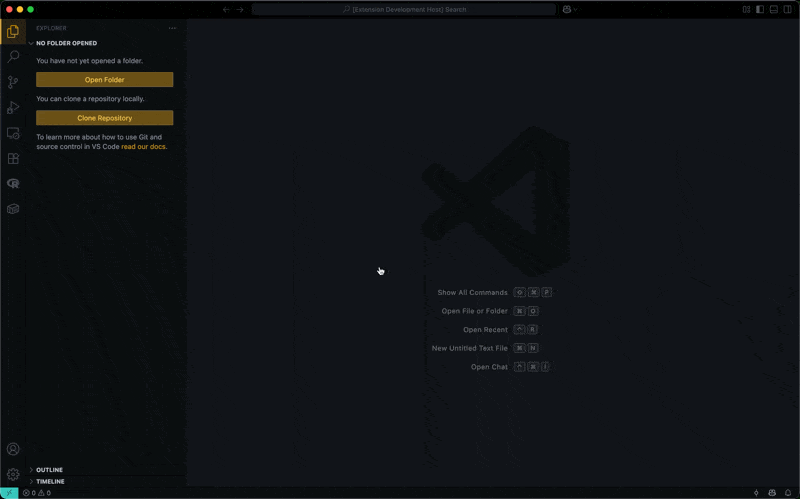 [Extension Development Host] Search
EXPLORER
NO FOLDER OPENED
You have not yet opened a folder.
Open Folder
You can clone a repository locally.
Clone Repository
To learn more about how to use Git and
source control in VS Code read our docs.
Show All Commands ⇧ ⌘ P
Open File or Folder ⌘ O
Open Recent ⌃ R
New Untitled Text File ⌘ N
Open Chat ⌃ ⌘ I
OUTLINE
TIMELINE
0 0